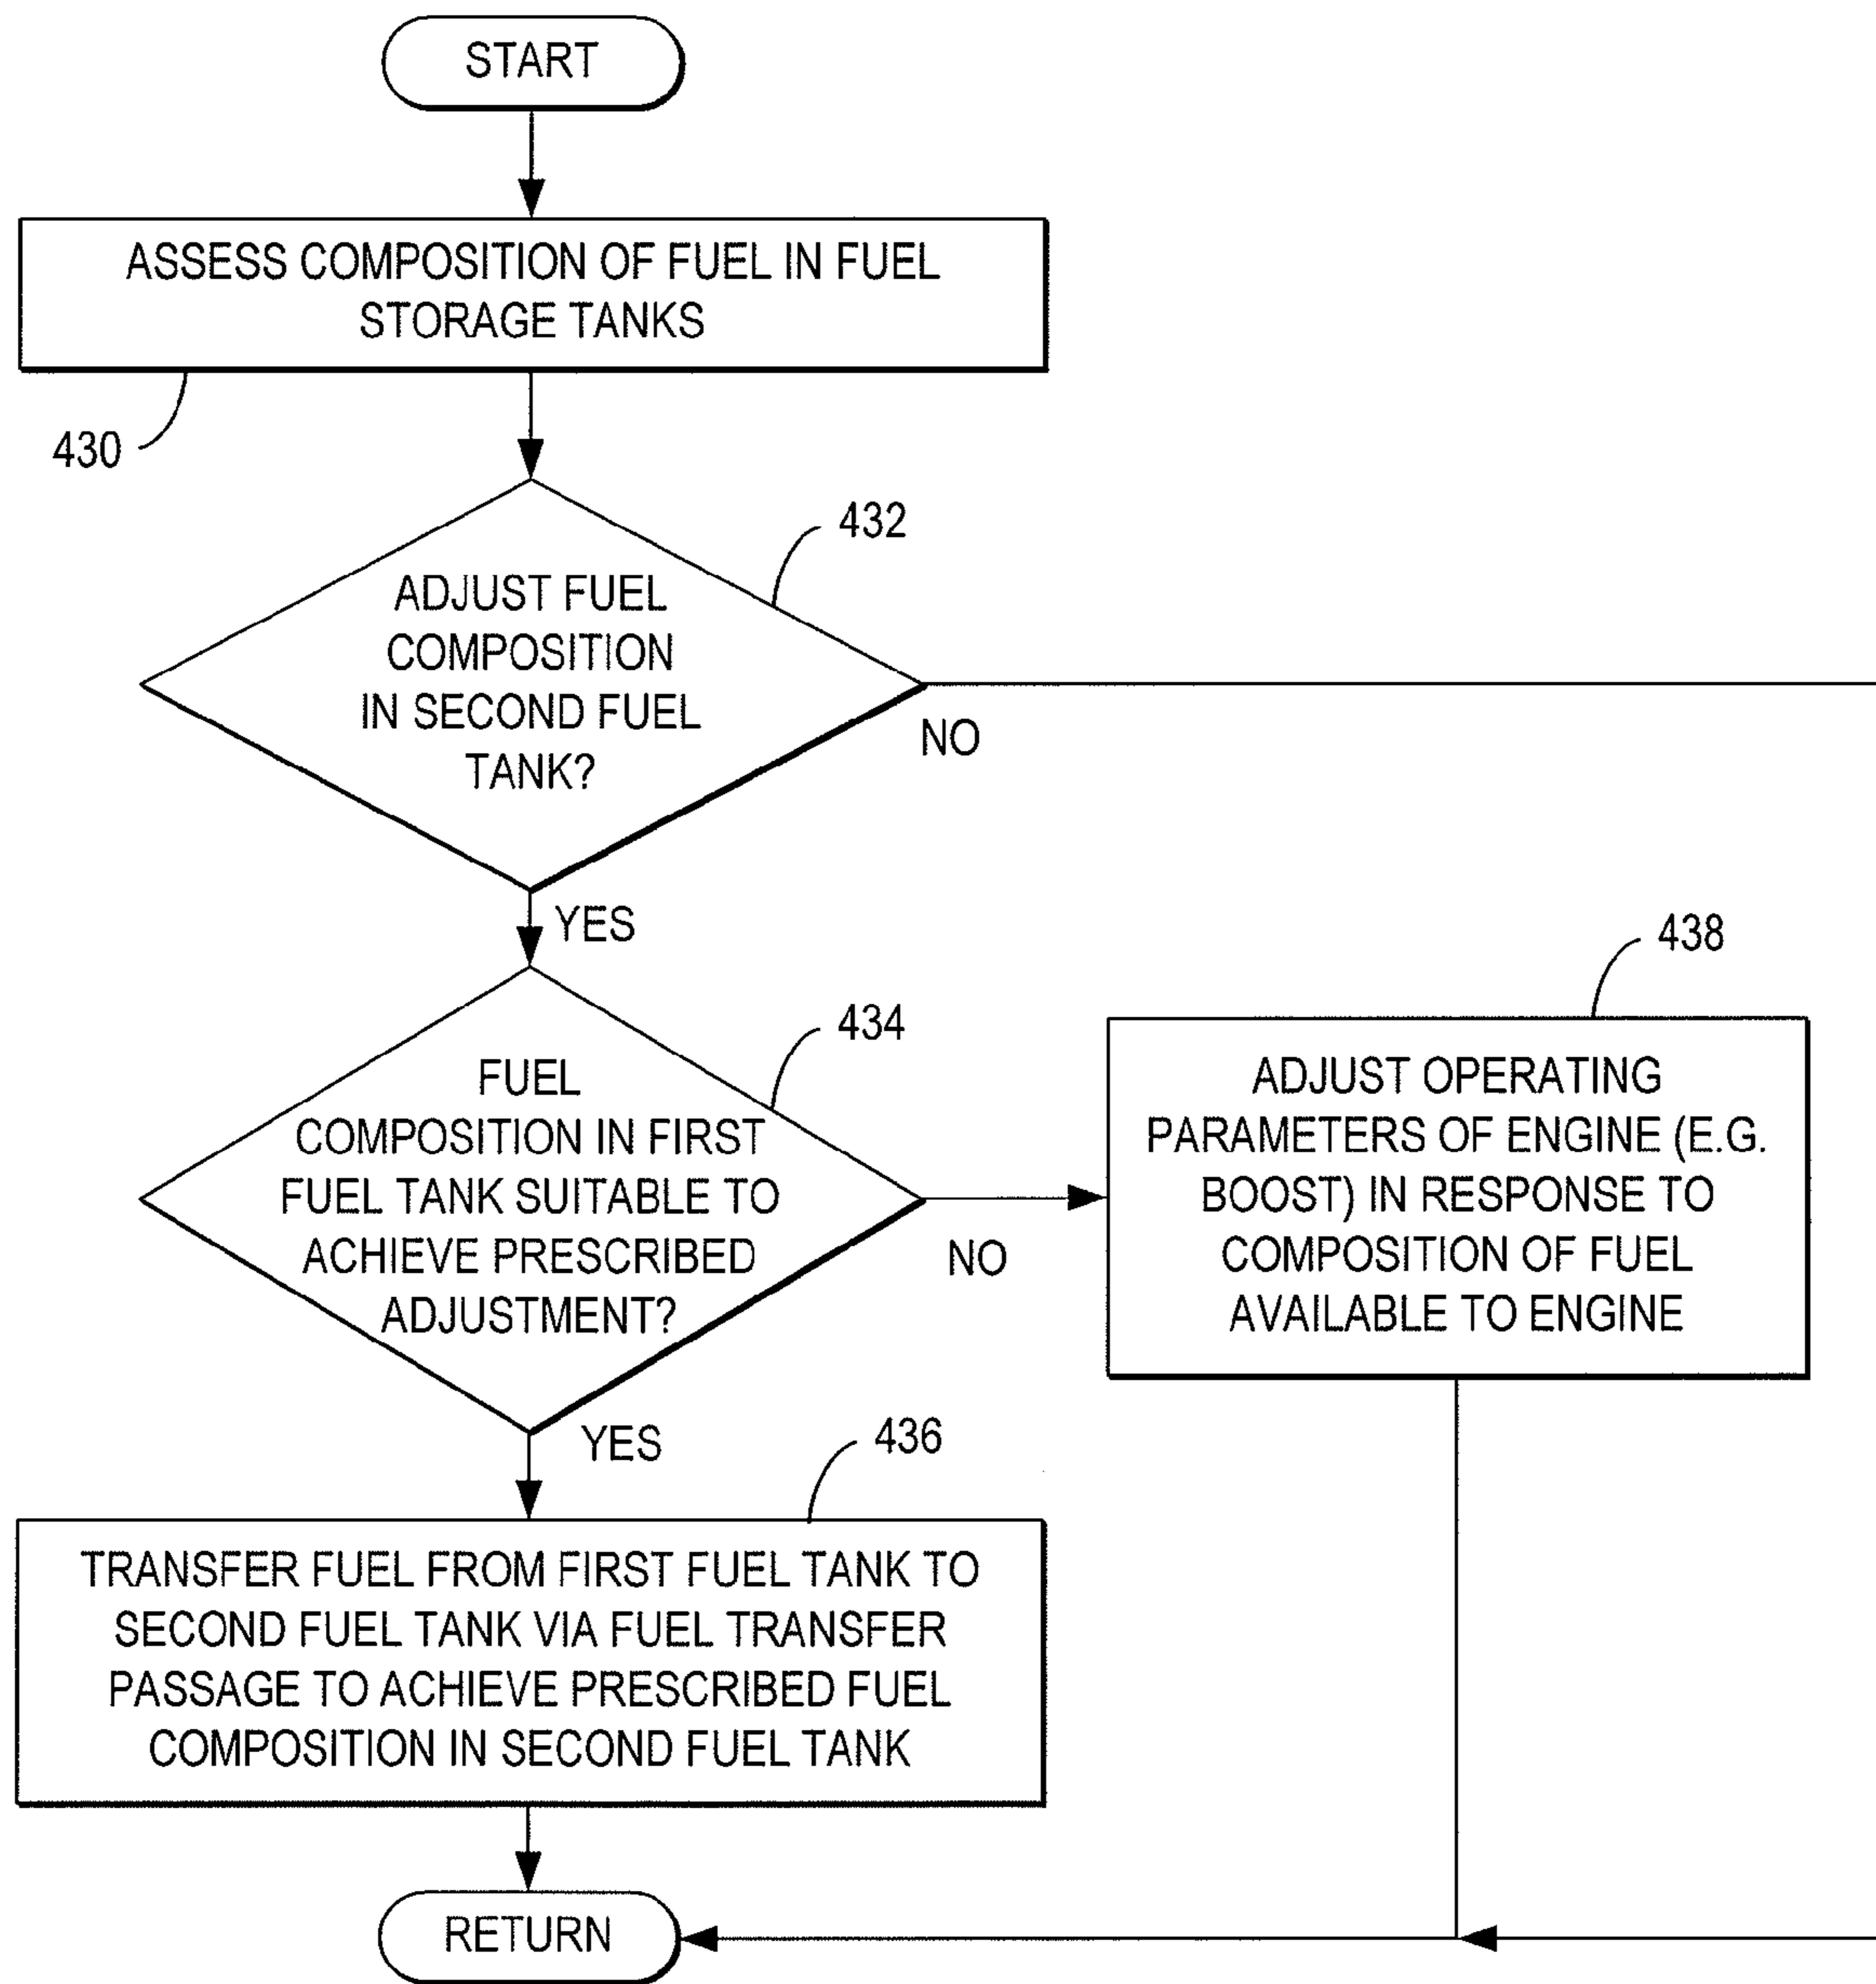 START
ASSESS COMPOSITION OF FUEL IN FUEL
STORAGE TANKS
430
432
ADJUST FUEL
COMPOSITION
IN SECOND FUEL
TANK?
NO
YES
434
FUEL
COMPOSITION IN FIRST
FUEL TANK SUITABLE TO
ACHIEVE PRESCRIBED
ADJUSTMENT?
NO
438
ADJUST OPERATING
PARAMETERS OF ENGINE (E.G.
BOOST) IN RESPONSE TO
COMPOSITION OF FUEL
AVAILABLE TO ENGINE
YES
436
TRANSFER FUEL FROM FIRST FUEL TANK TO
SECOND FUEL TANK VIA FUEL TRANSFER
PASSAGE TO ACHIEVE PRESCRIBED FUEL
COMPOSITION IN SECOND FUEL TANK
RETURN